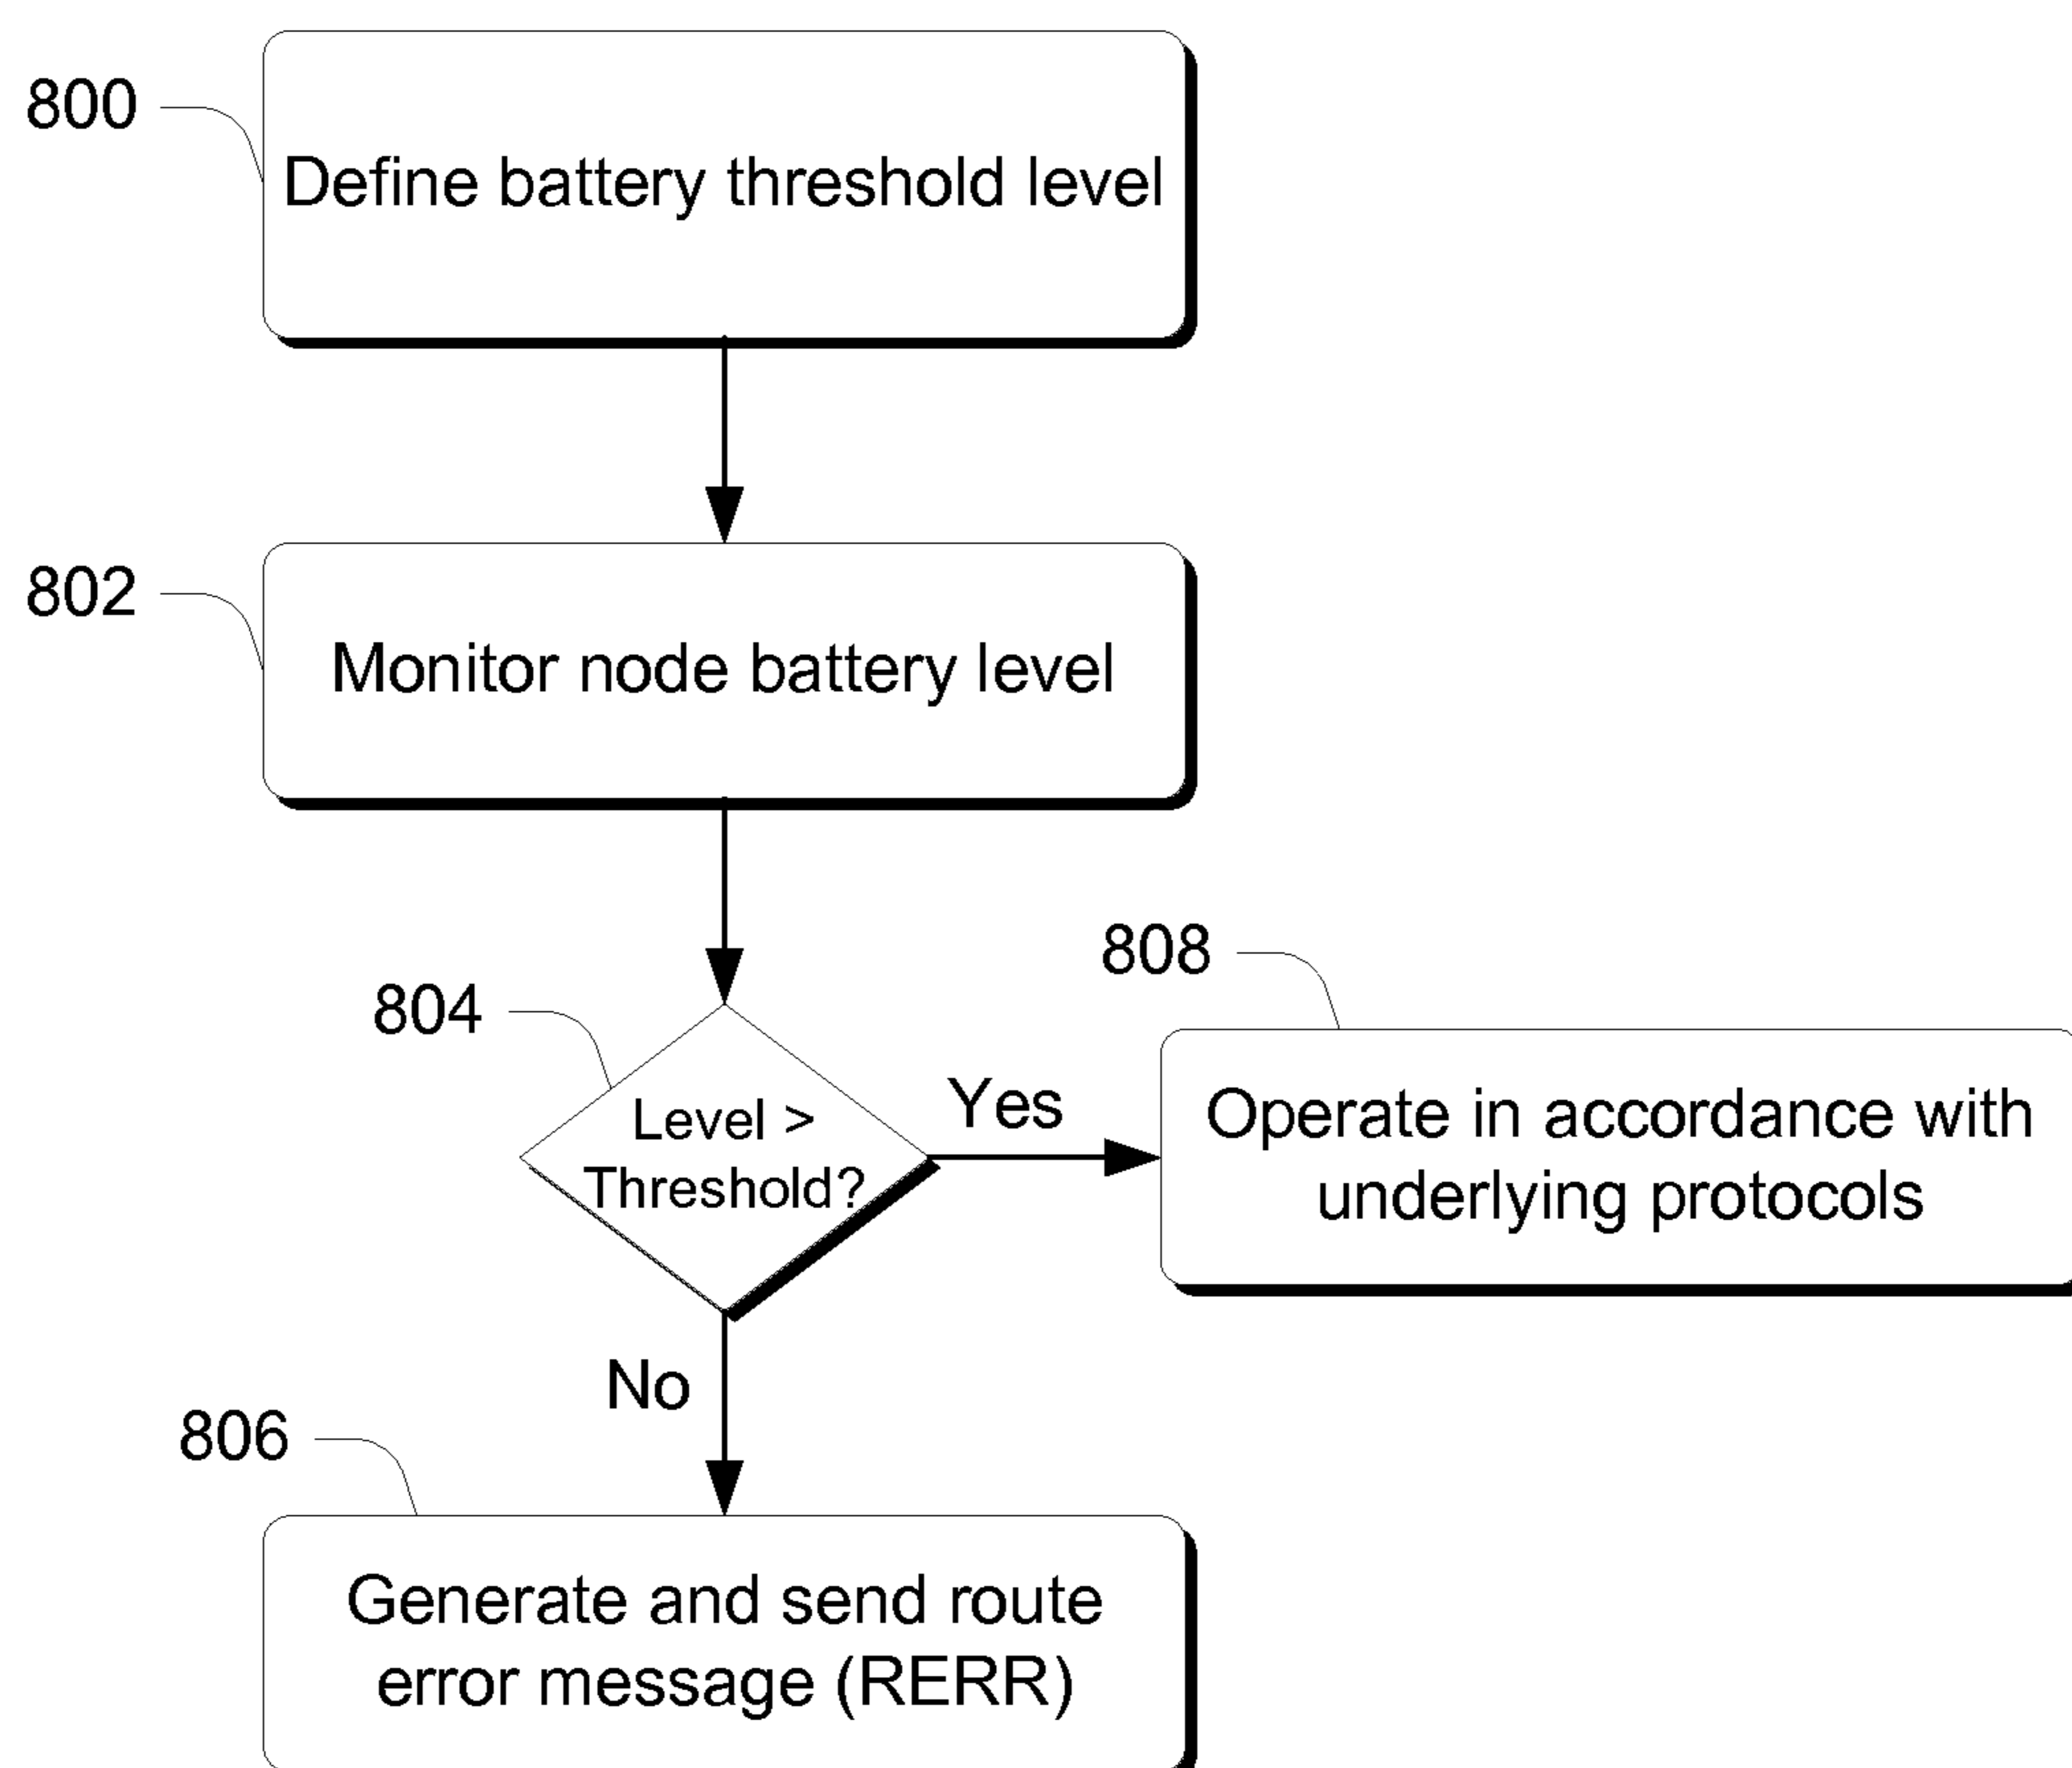 800
Define battery threshold level
802
Monitor node battery level
804
Level >
Threshold?
Yes
808
Operate in accordance with
underlying protocols
No
806
Generate and send route
error message (RERR)